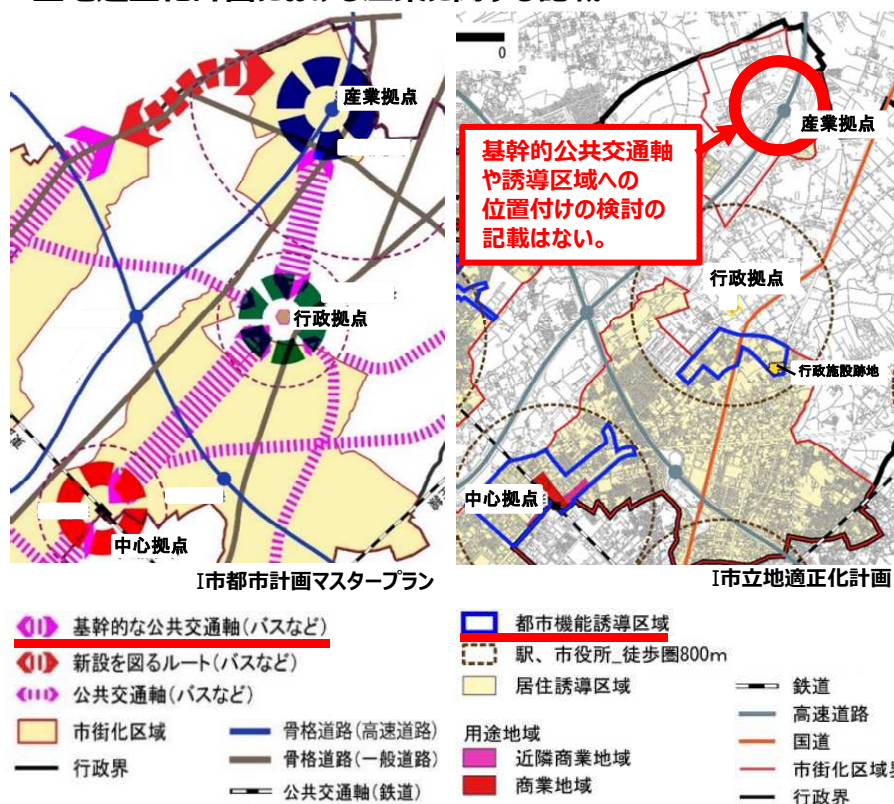 産業拠点
行政拠点
中心拠点
I市都市計画マスタープラン
0
産業拠点
基幹的公共交通軸
や誘導区域への
位置付けの検討の
記載はない。
行政拠点
行政施設跡地
中心拠点
I市立地適正化計画
基幹的な公共交通軸(バスなど)
新設を図るルート(バスなど)
公共交通軸(バスなど)
市街化区域
行政界
骨格道路(高速道路)
骨格道路(一般道路)
公共交通軸(鉄道)
都市機能誘導区域
駅、市役所_徒歩圏800m
居住誘導区域
用途地域
近隣商業地域
商業地域
鉄道
高速道路
国道
市街化区域界
行政界